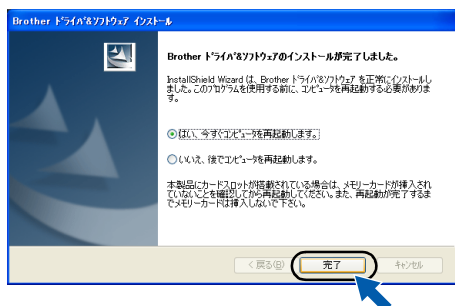 Brother ﾄﾞﾗｲﾊﾞ&ｿﾌﾄｳｪｱ ｲﾝｽﾄｰﾙ
Brother ﾄﾞﾗｲﾊﾞ&ｿﾌﾄｳｪｱのインストールが完了しました。
InstallShield Wizard は、Brother ﾄﾞﾗｲﾊﾞ&ｿﾌﾄｳｪｱ を正常にｲﾝｽﾄｰﾙし
ました。このﾌﾟﾛｸﾞﾗﾑを使用する前に、ｺﾝﾋﾟｭｰﾀを再起動する必要がありま
す。
はい、今すぐｺﾝﾋﾟｭｰﾀを再起動します。
いいえ、後でｺﾝﾋﾟｭｰﾀを再起動します。
本製品にカードスロットが搭載されている場合は、メモリーカードが挿入され
ていないことを確認してから再起動してください。また、再起動が完了するま
でメモリーカードは挿入しないで下さい。
< 戻る(B)
完了
ｷｬﾝｾﾙ